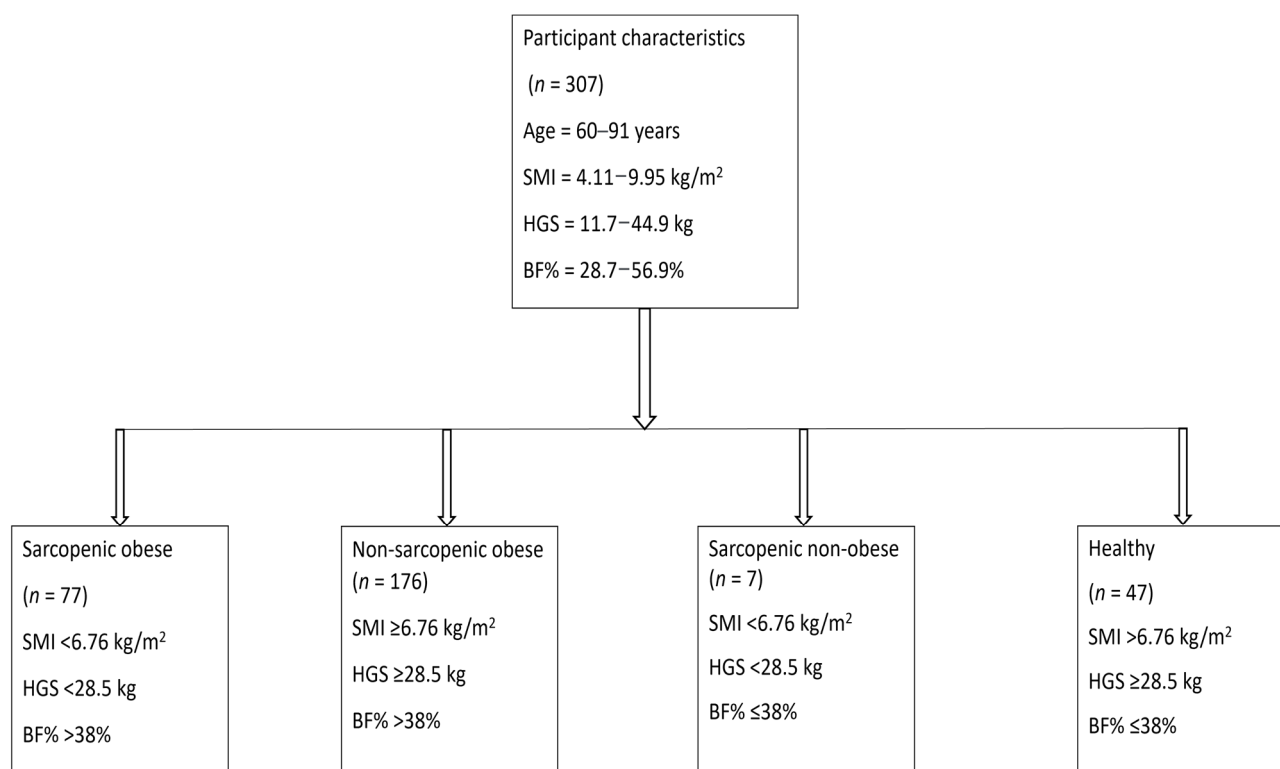 Participant characteristics
(n = 307)
Age = 60–91 years
SMI = 4.11–9.95 kg/m²
HGS = 11.7–44.9 kg
BF% = 28.7–56.9%
Sarcopenic obese
(n = 77)
SMI <6.76 kg/m²
HGS <28.5 kg
BF% >38%
Non-sarcopenic obese
(n = 176)
SMI ≥6.76 kg/m²
HGS ≥28.5 kg
BF% >38%
Sarcopenic non-obese
(n = 7)
SMI <6.76 kg/m²
HGS <28.5 kg
BF% ≤38%
Healthy
(n = 47)
SMI >6.76 kg/m²
HGS ≥28.5 kg
BF% ≤38%